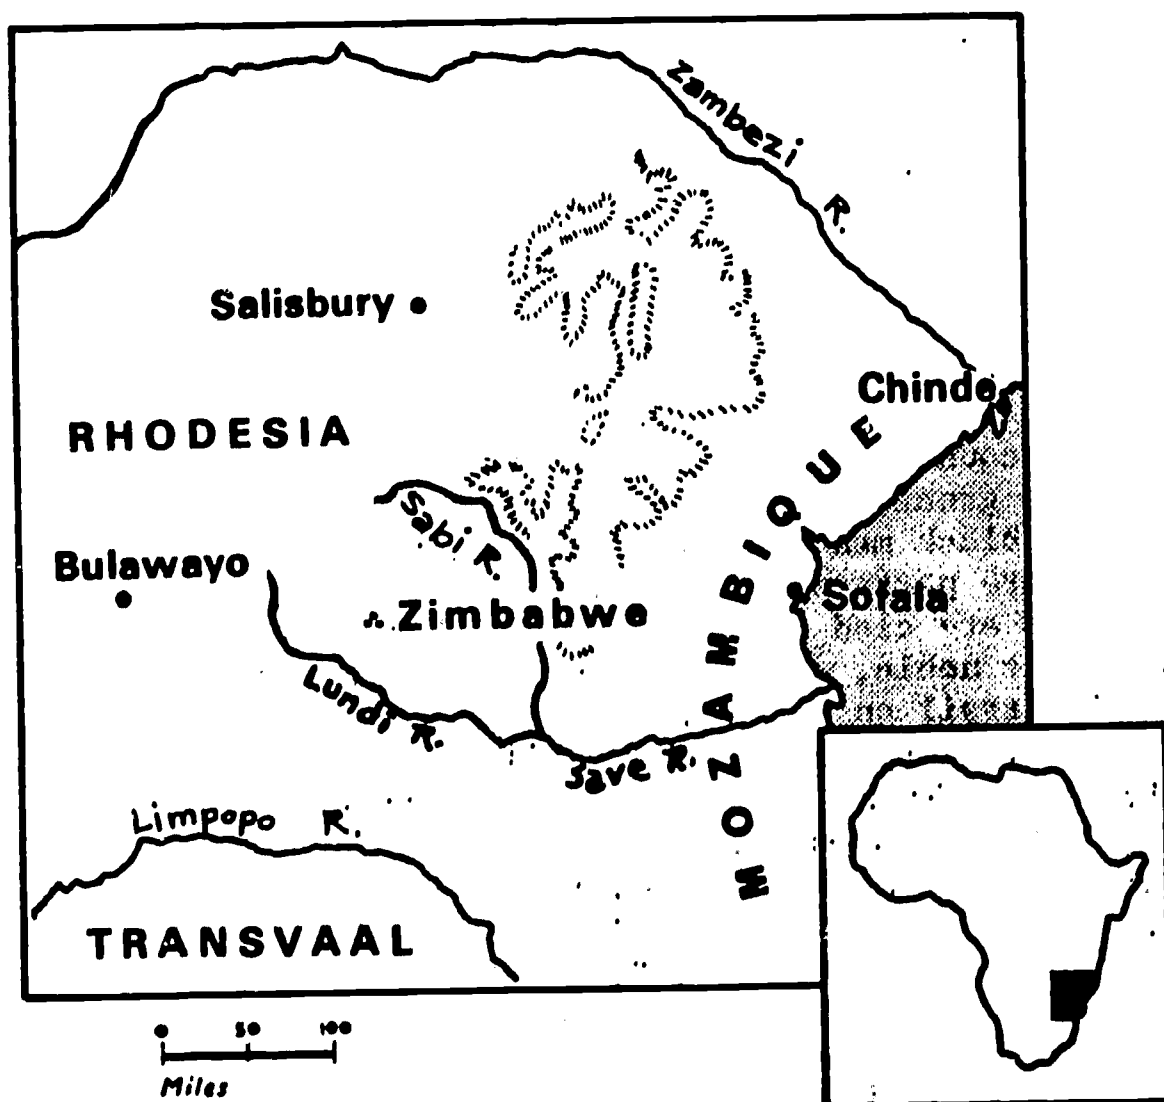 Zambezi R.
Salisbury
Chinde
RHODESIA
MOZAMBIQUE
Sabi R.
Bulawayo
Zimbabwe
Sofala
Lundi R.
Save R.
Limpopo R.
TRANSVAAL
0 50 100
Miles